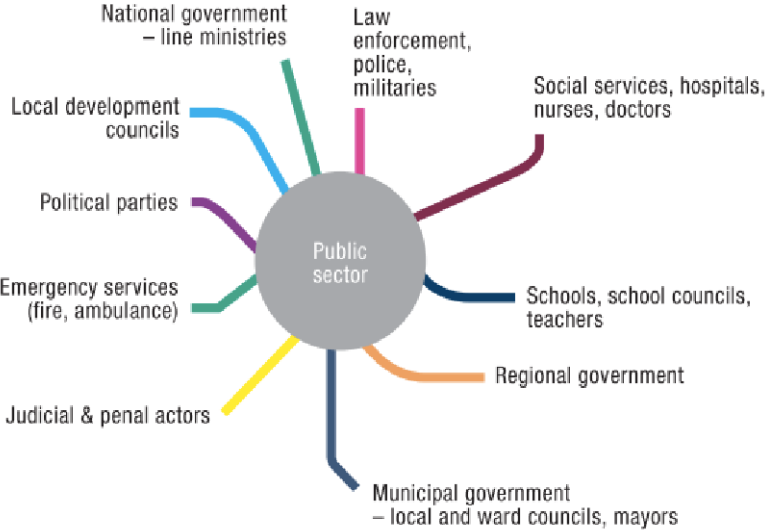 National government
– line ministries
Law
enforcement,
police,
militaries
Social services, hospitals,
nurses, doctors
Local development
councils
Political parties
Public
sector
Emergency services
(fire, ambulance)
Schools, school councils,
teachers
Regional government
Judicial & penal actors
Municipal government
– local and ward councils, mayors